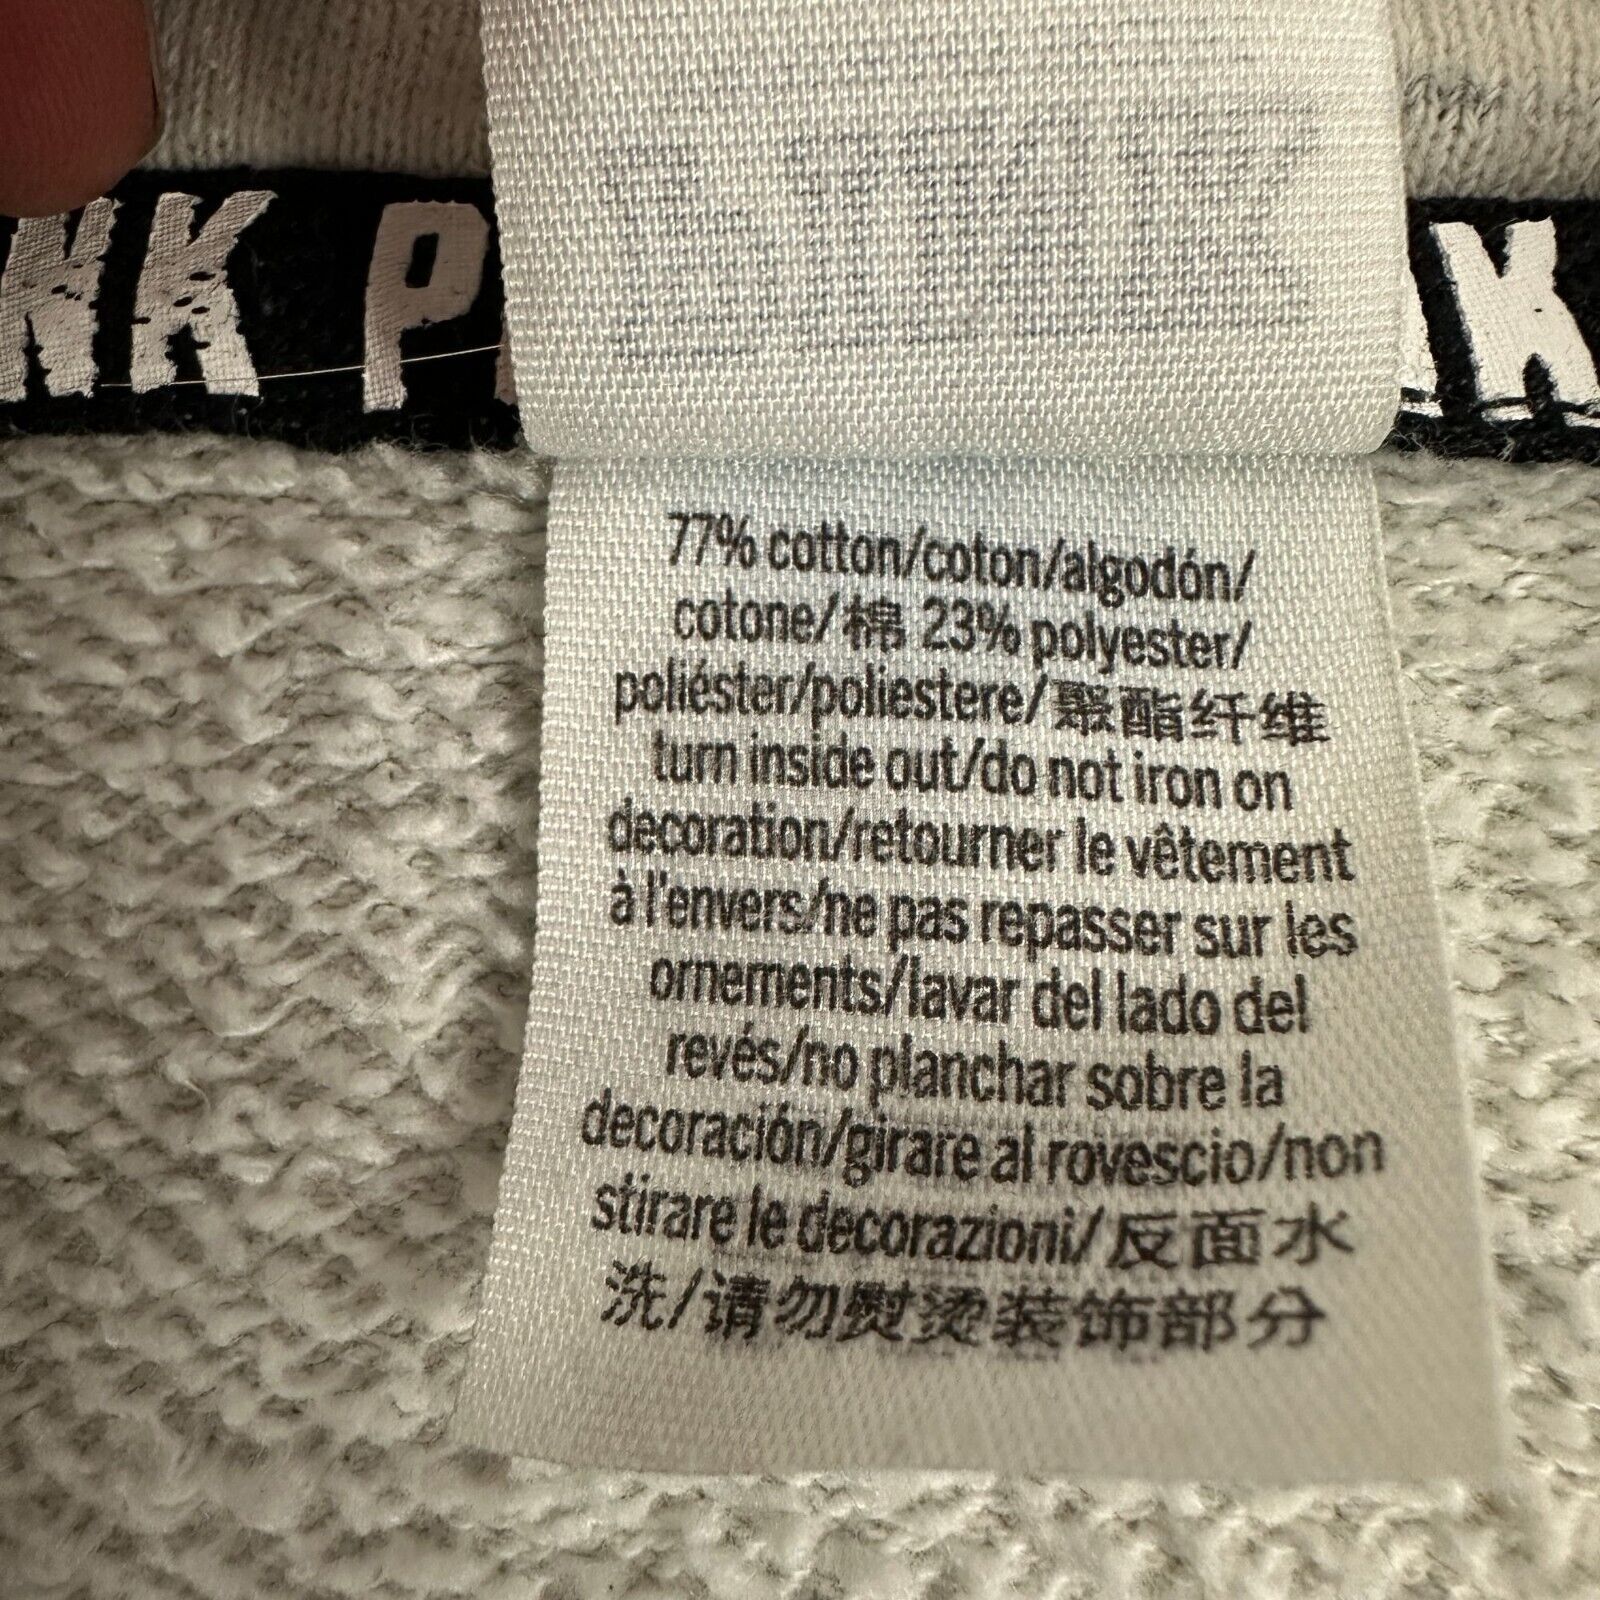 NK P K
77% cotton/coton/algodón/
cotone/棉 23% polyester/
poliéster/poliestere/聚酯纤维
turn inside out/do not iron on
decoration/retourner le vêtement
à l'envers/ne pas repasser sur les
ornements/lavar del lado del
revés/no planchar sobre la
decoración/girare al rovescio/non
stirare le decorazioni/反面水
洗/请勿熨烫装饰部分